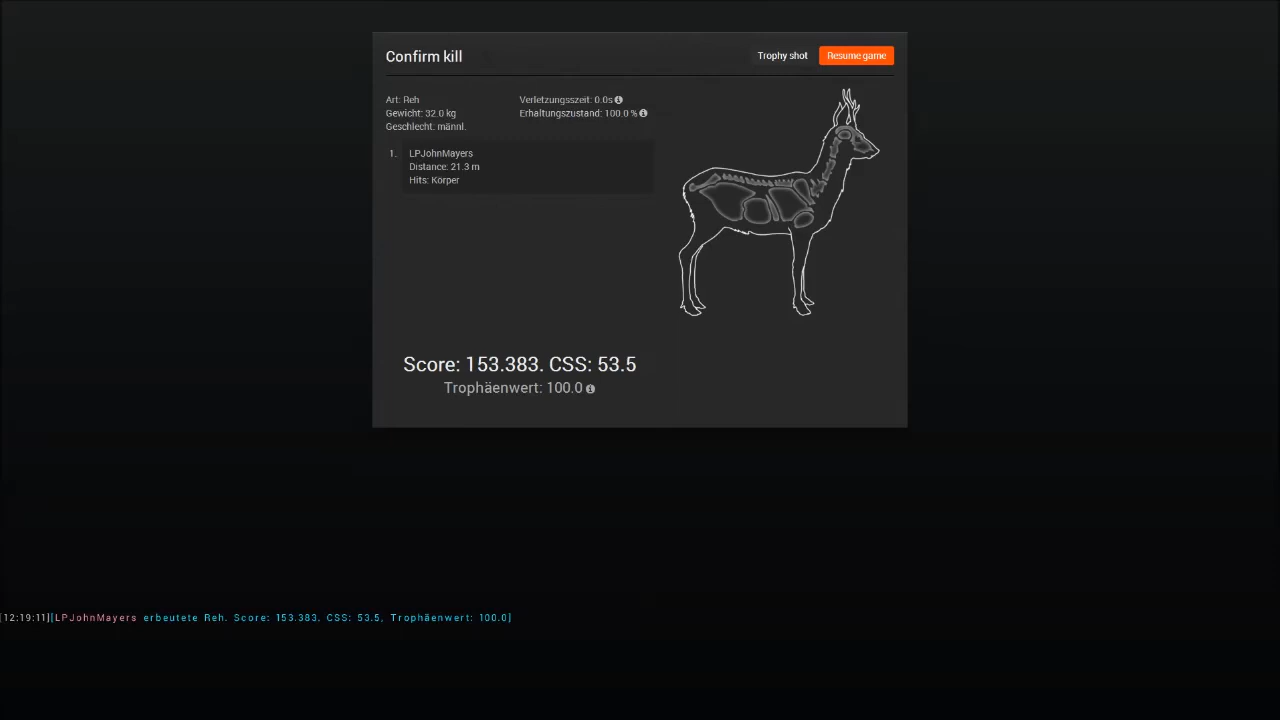 Confirm kill
Trophy shot
Resume game
Art: Reh
Gewicht: 32.0 kg
Geschlecht: männl.
Verletzungsszeit: 0.0s
Erhaltungszustand: 100.0 %
1. LPJohnMayers
Distance: 21.3 m
Hits: Körper
Score: 153.383. CSS: 53.5
Trophäenwert: 100.0
[12:19:11][LPJohnMayers erbeutete Reh. Score: 153.383, CSS: 53.5, Trophäenwert: 100.0]